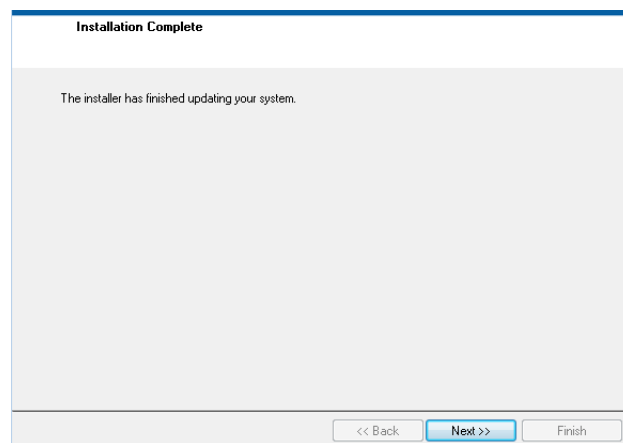 Installation Complete
The installer has finished updating your system.
<< Back Next >> Finish